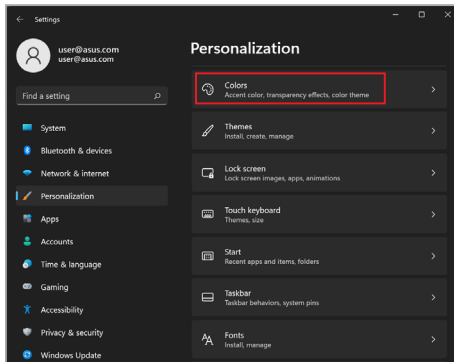 Settings
user@asus.com
user@asus.com
Find a setting
System
Bluetooth & devices
Network & internet
Personalization
Apps
Accounts
Time & language
Gaming
Accessibility
Privacy & security
Windows Update
Personalization
Colors
Accent color, transparency effects, color theme
Themes
Install, create, manage
Lock screen
Lock screen images, apps, animations
Touch keyboard
Themes, size
Start
Recent apps and items, folders
Taskbar
Taskbar behaviors, system pins
Fonts
Install, manage